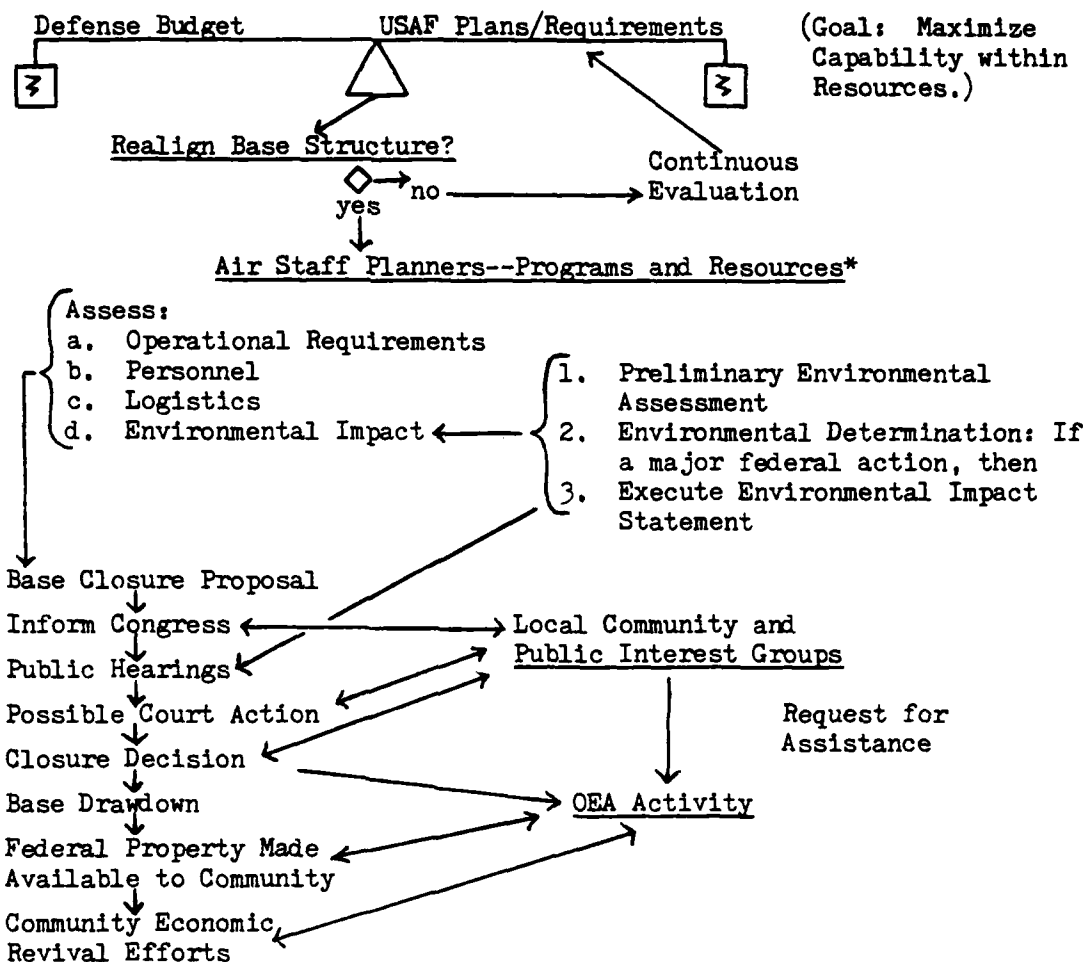 Defense Budget USAF Plans/Requirements (Goal: Maximize
Capability within
Resources.)
Realign Base Structure?
Continuous
Evaluation
no
yes
Air Staff Planners--Programs and Resources*
Assess:
a. Operational Requirements
b. Personnel
c. Logistics
d. Environmental Impact
1. Preliminary Environmental
Assessment
2. Environmental Determination: If
a major federal action, then
3. Execute Environmental Impact
Statement
Base Closure Proposal
Inform Congress
Local Community and
Public Interest Groups
Public Hearings
Possible Court Action
Request for
Assistance
Closure Decision
Base Drawdown
OEA Activity
Federal Property Made
Available to Community
Community Economic
Revival Efforts